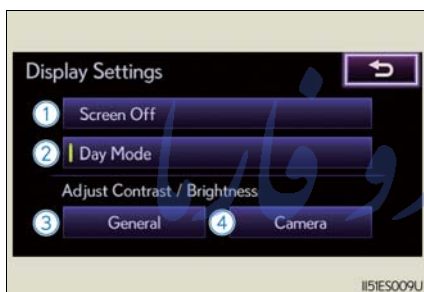 Display Settings
1 Screen Off
2 Day Mode
Adjust Contrast / Brightness
3 General 4 Camera
II51ES009U